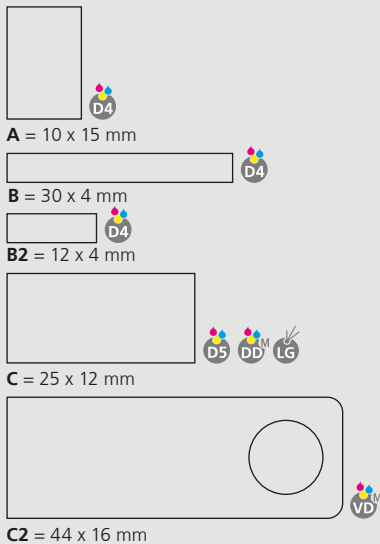 D4
A = 10 x 15 mm
D4
B = 30 x 4 mm
D4
B2 = 12 x 4 mm
D5 DD M LG
C = 25 x 12 mm
VD M
C2 = 44 x 16 mm